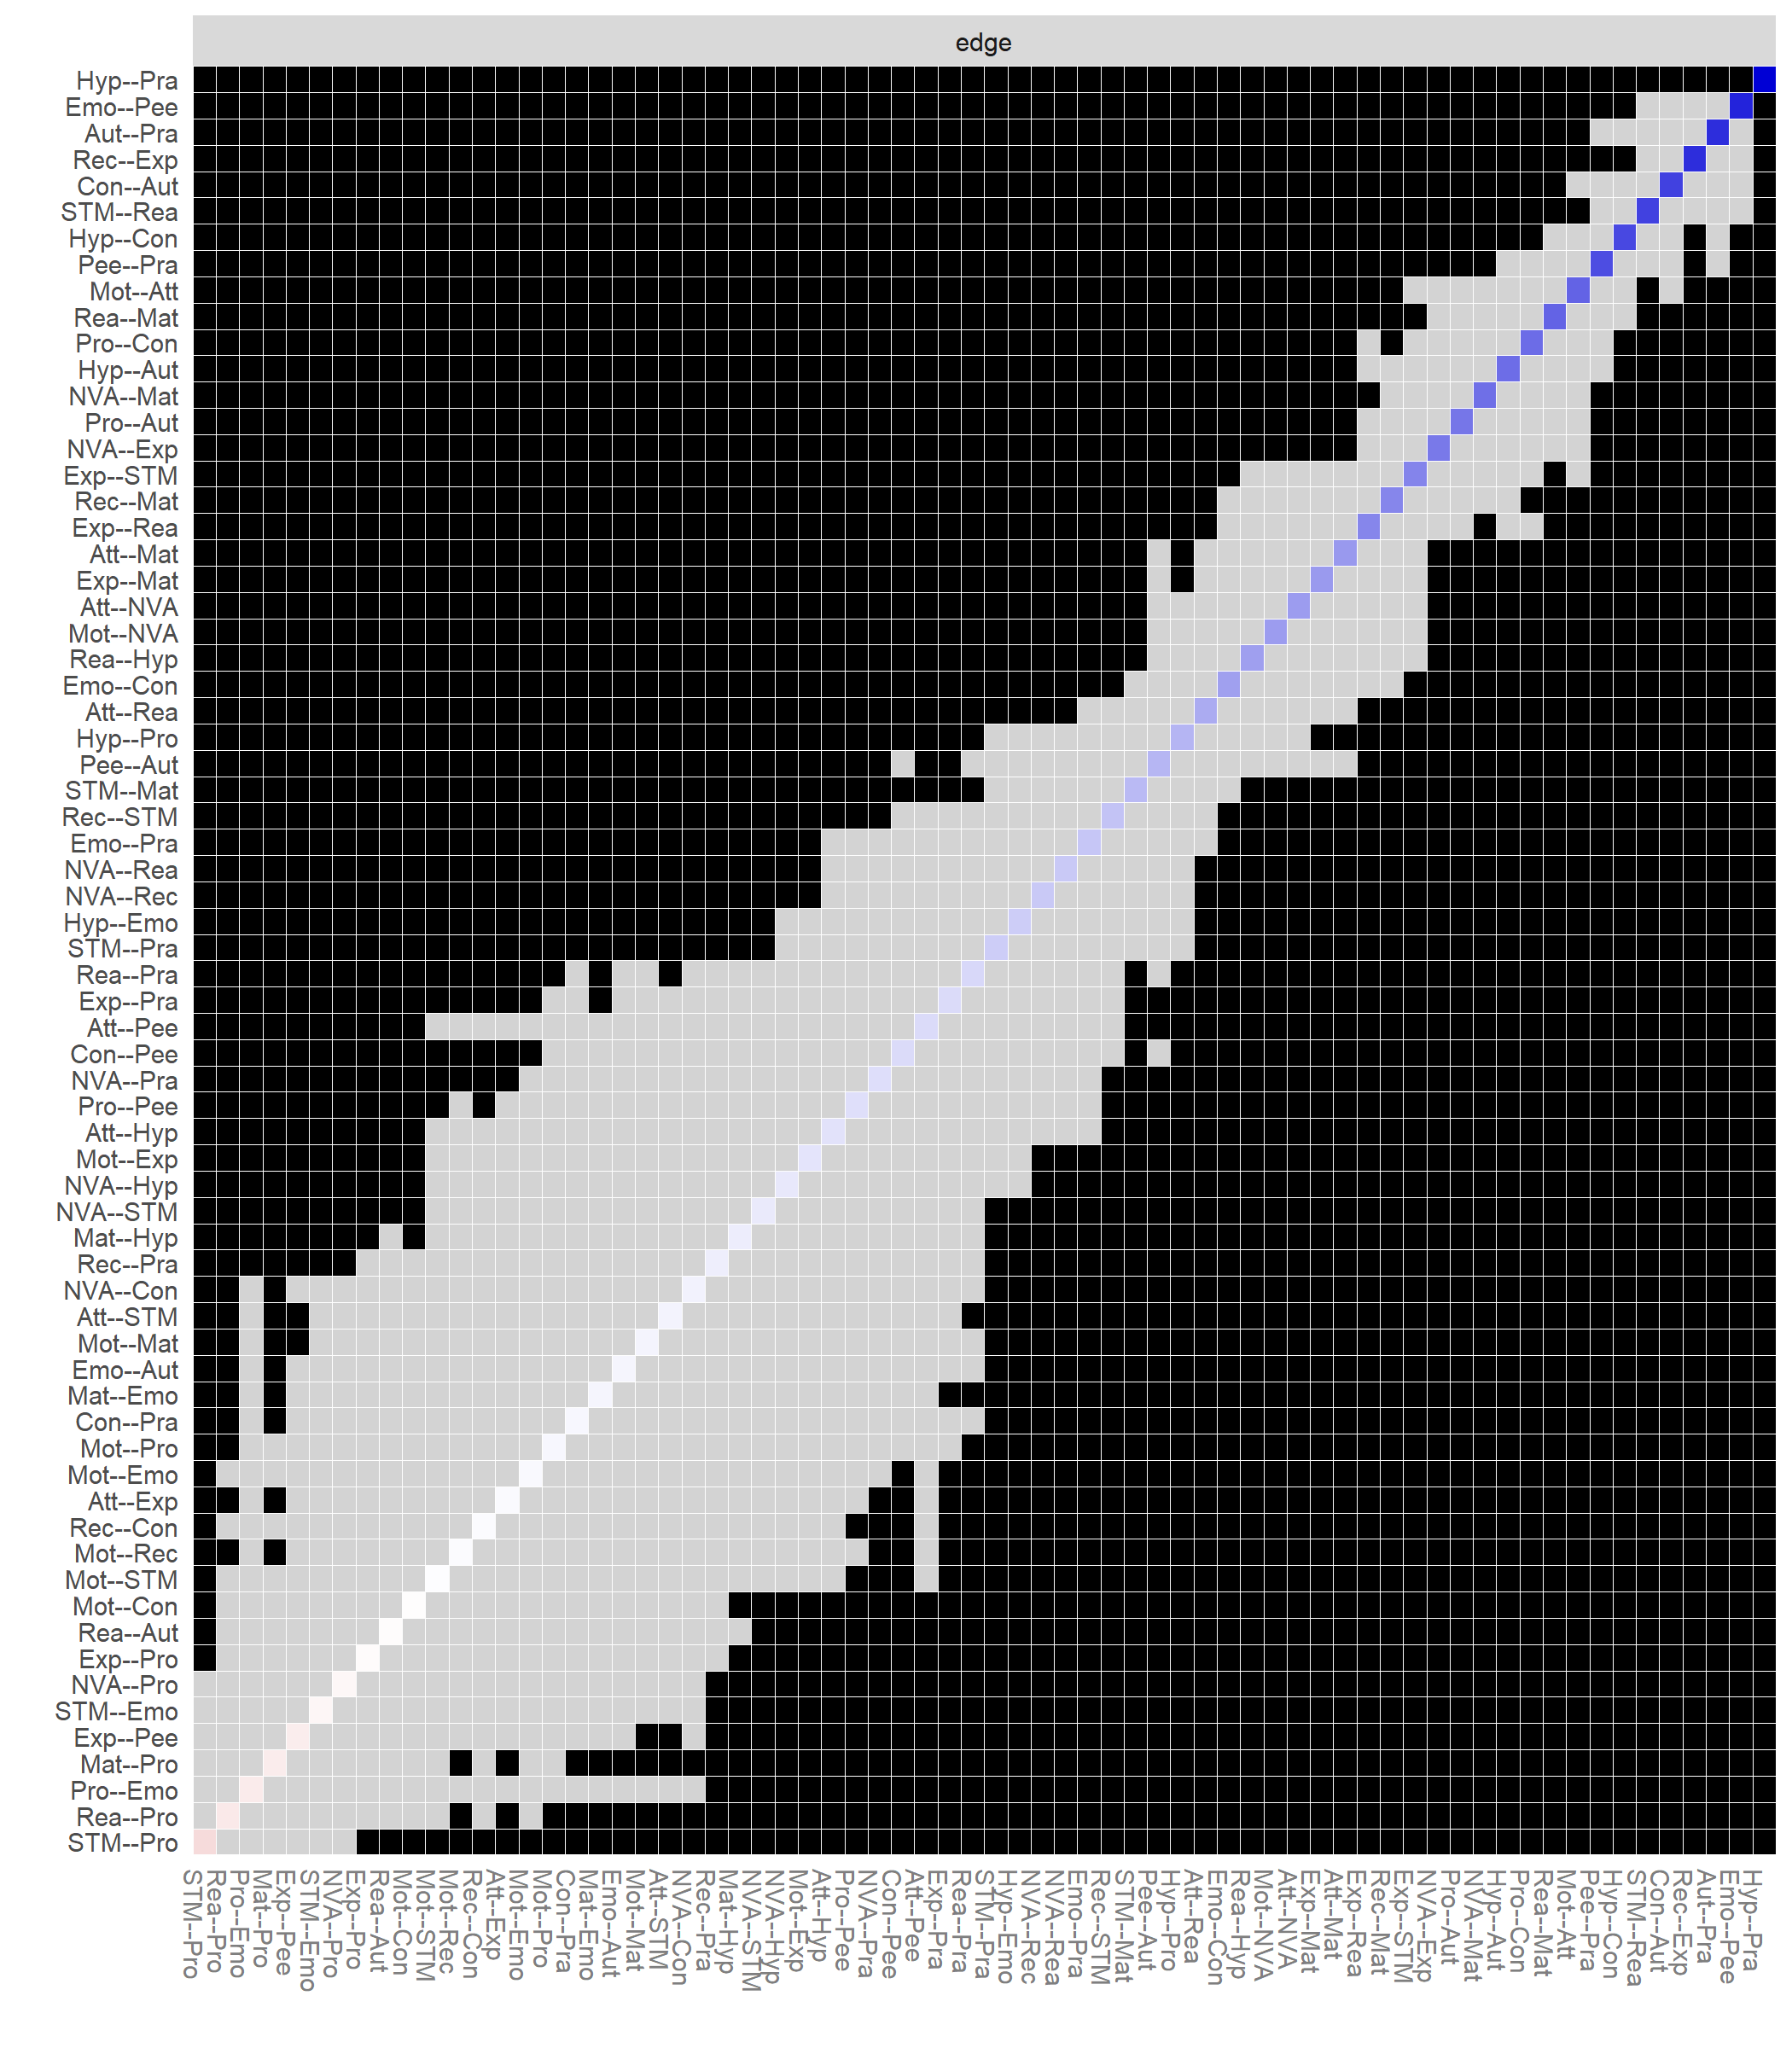 edge
Hyp--Pra
Emo--Pee
Aut--Pra
Rec--Exp
Con--Aut
STM--Rea
Hyp--Con
Pee--Pra
Mot--Att
Rea--Mat
Pro--Con
Hyp--Aut
NVA--Mat
Pro--Aut
NVA--Exp
Exp--STM
Rec--Mat
Exp--Rea
Att--Mat
Exp--Mat
Att--NVA
Mot--NVA
Rea--Hyp
Emo--Con
Att--Rea
Hyp--Pro
Pee--Aut
STM--Mat
Rec--STM
Emo--Pra
NVA--Rea
NVA--Rec
Hyp--Emo
STM--Pra
Rea--Pra
Exp--Pra
Att--Pee
Con--Pee
NVA--Pra
Pro--Pee
Att--Hyp
Mot--Exp
NVA--Hyp
NVA--STM
Mat--Hyp
Rec--Pra
NVA--Con
Att--STM
Mot--Mat
Emo--Aut
Mat--Emo
Con--Pra
Mot--Pro
Mot--Emo
Att--Exp
Rec--Con
Mot--Rec
Mot--STM
Mot--Con
Rea--Aut
Exp--Pro
NVA--Pro
STM--Emo
Exp--Pee
Mat--Pro
Pro--Emo
Rea--Pro
STM--Pro
STM--Pro
Rea--Pro
Pro--Emo
Mat--Pro
Exp--Pee
STM--Emo
NVA--Pro
Exp--Pro
Rea--Aut
Mot--Con
Mot--STM
Mot--Rec
Rec--Con
Att--Exp
Mot--Emo
Mot--Pro
Con--Pra
Mat--Emo
Emo--Aut
Mot--Mat
Att--STM
NVA--Con
Rec--Pra
Mat--Hyp
NVA--STM
NVA--Hyp
Mot--Exp
Att--Hyp
Pro--Pee
NVA--Pra
Con--Pee
Att--Pee
Exp--Pra
Rea--Pra
STM--Pra
Hyp--Emo
NVA--Rec
NVA--Rea
Emo--Pra
Rec--STM
STM--Mat
Pee--Aut
Hyp--Pro
Att--Rea
Emo--Con
Rea--Hyp
Mot--NVA
Att--NVA
Exp--Mat
Att--Mat
Exp--Rea
Rec--Mat
Exp--STM
NVA--Exp
Pro--Aut
NVA--Mat
Hyp--Aut
Pro--Con
Rea--Mat
Mot--Att
Pee--Pra
Hyp--Con
STM--Rea
Con--Aut
Rec--Exp
Aut--Pra
Emo--Pee
Hyp--Pra